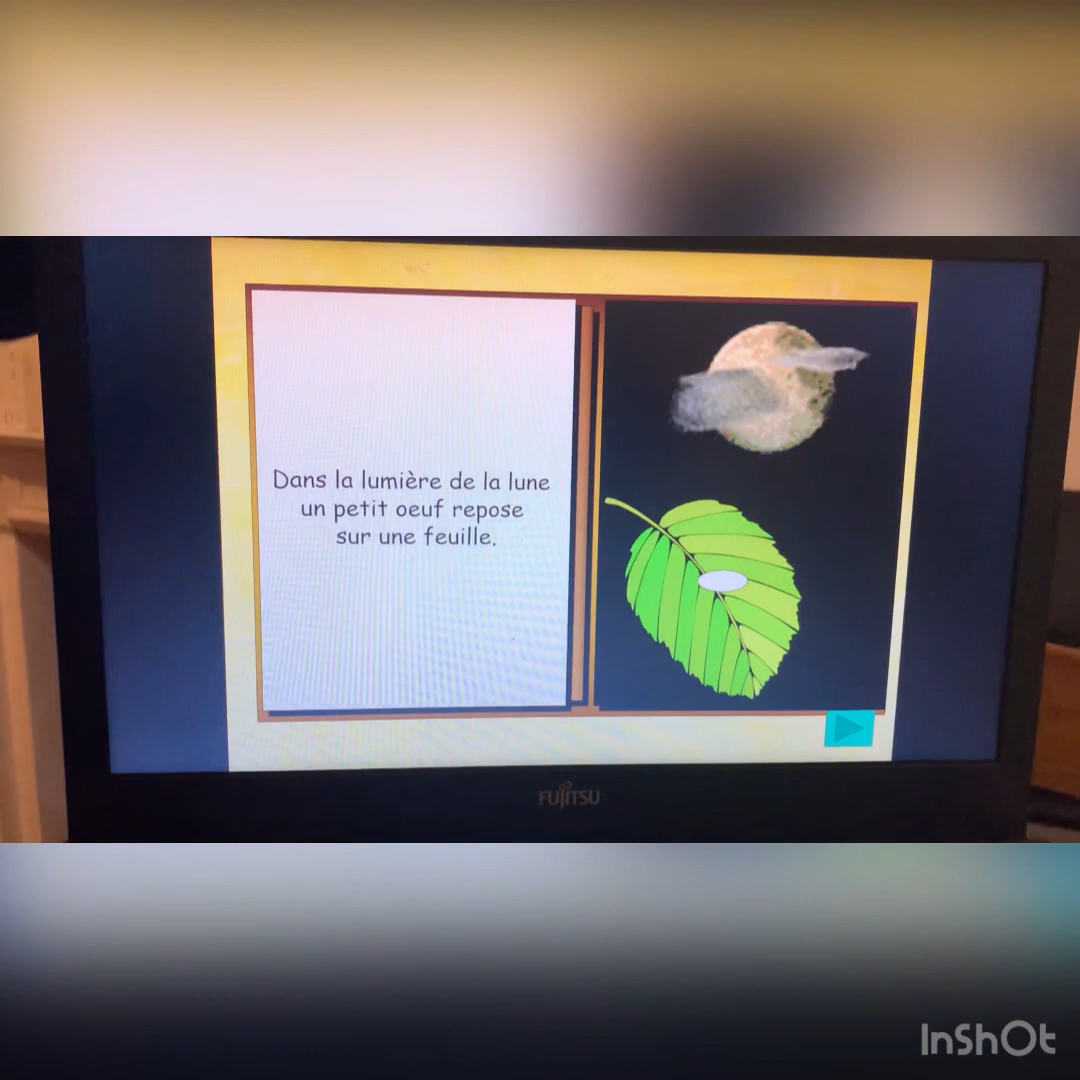 Dans la lumière de la lune
un petit oeuf repose
sur une feuille.
FUJITSU
InShOt